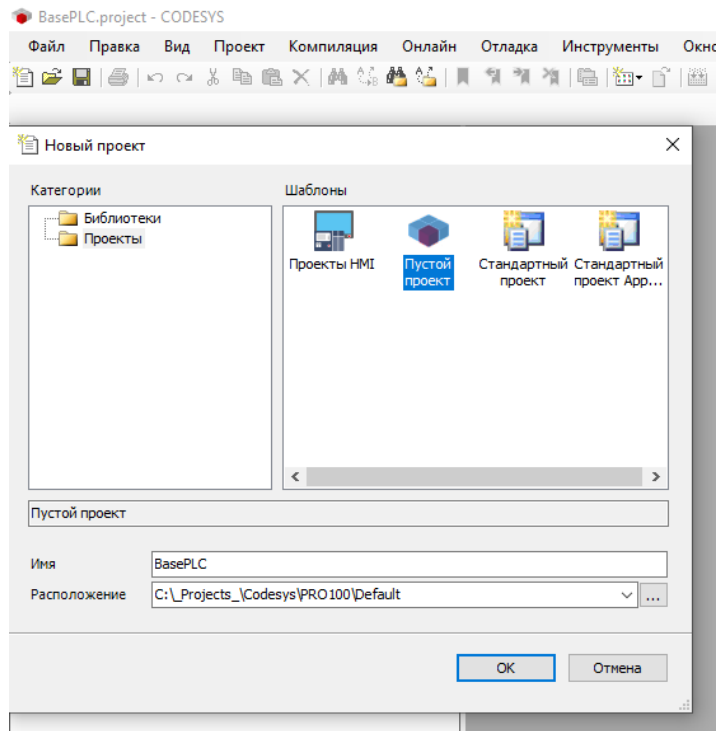 BasePLC.project - CODESYS
Файл Правка Вид Проект Компиляция Онлайн Отладка Инструменты Окно
Новый проект
Категории
Шаблоны
Библиотеки
Проекты
Проекты HMI
Пустой проект
Стандартный проект
Стандартный проект App...
Пустой проект
Имя
BasePLC
Расположение
C:\_Projects_\Codesys\PRO100\Default
...
OK
Отмена